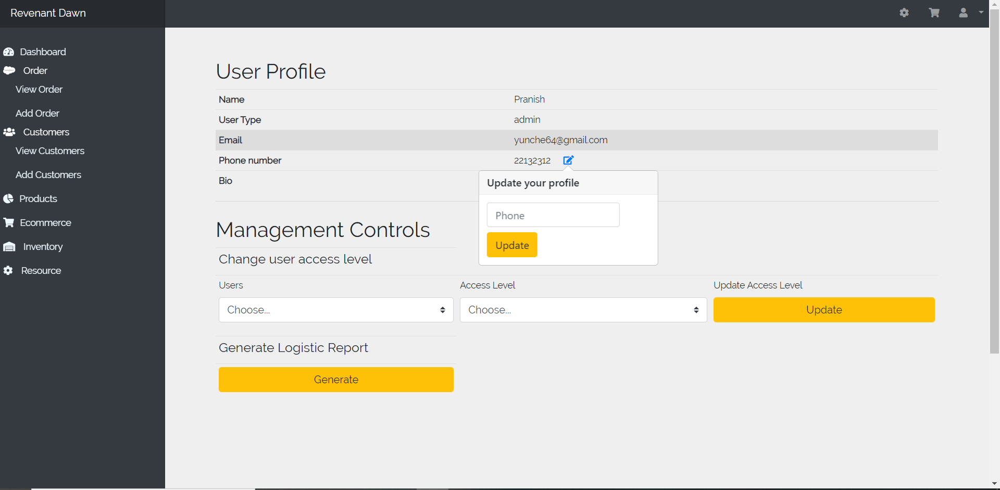 Revenant Dawn
Dashboard
Order
View Order
Add Order
Customers
View Customers
Add Customers
Products
Ecommerce
Inventory
Resource
User Profile
Name Pranish
User Type admin
Email yunche64@gmail.com
Phone number 22132312
Bio
Update your profile
Phone
Update
Management Controls
Change user access level
Users Access Level Update Access Level
Choose... Choose... Update
Generate Logistic Report
Generate